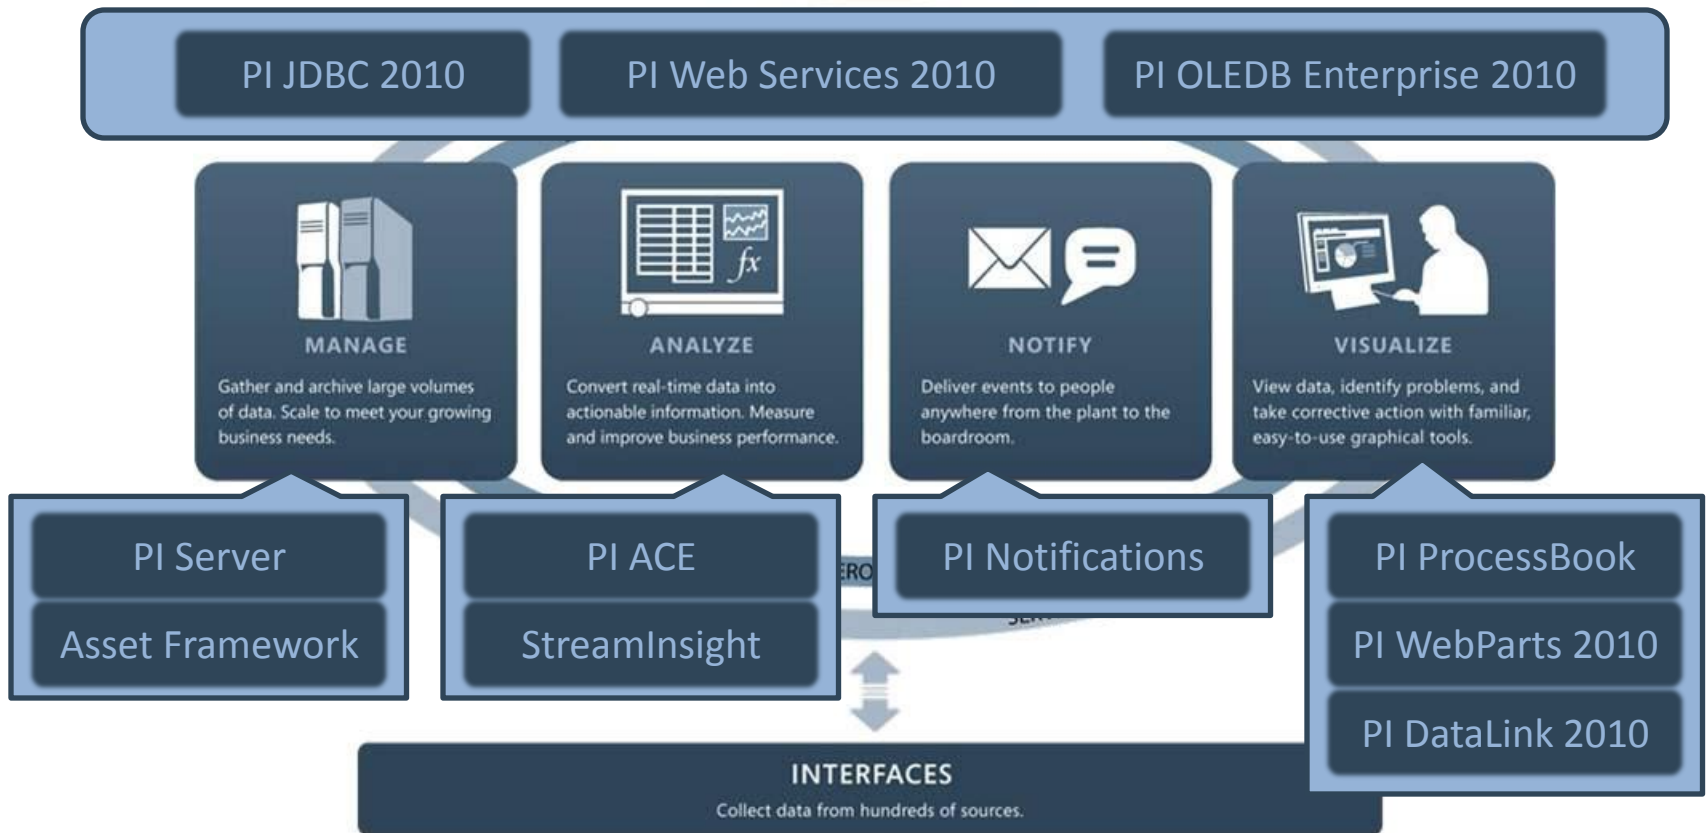 PI JDBC 2010
PI Web Services 2010
PI OLEDB Enterprise 2010
MANAGE
Gather and archive large volumes
of data. Scale to meet your growing
business needs.
ANALYZE
fx
Convert real-time data into
actionable information. Measure
and improve business performance.
NOTIFY
Deliver events to people
anywhere from the plant to the
boardroom.
VISUALIZE
View data, identify problems, and
take corrective action with familiar,
easy-to-use graphical tools.
PI Server
Asset Framework
PI ACE
StreamInsight
PI Notifications
PI ProcessBook
PI WebParts 2010
PI DataLink 2010
INTERFACES
Collect data from hundreds of sources.